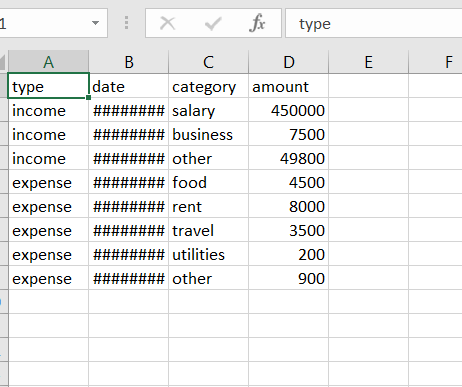 1 fx type
A B C D E F
type date category amount
income ######## salary 450000
income ######## business 7500
income ######## other 49800
expense ######## food 4500
expense ######## rent 8000
expense ######## travel 3500
expense ######## utilities 200
expense ######## other 900